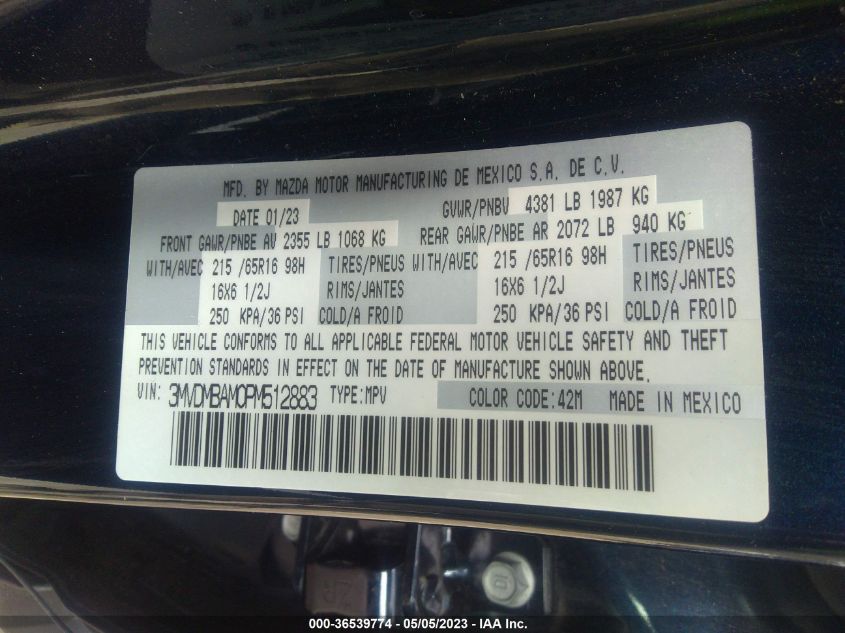 MFD. BY MAZDA MOTOR MANUFACTURING DE MEXICO S.A. DE C.V.
DATE 01/23 GVWR/PNBV 4381 LB 1987 KG
FRONT GAWR/PNBE AV 2355 LB 1068 KG REAR GAWR/PNBE AR 2072 LB 940 KG
WITH/AVEC 215 /65R16 98H TIRES/PNEUS WITH/AVEC 215 /65R16 98H TIRES/PNEUS
16X6 1/2J RIMS/JANTES 16X6 1/2J RIMS/JANTES
250 KPA/36 PSI COLD/A FROID 250 KPA/36 PSI COLD/A FROID
THIS VEHICLE CONFORMS TO ALL APPLICABLE FEDERAL MOTOR VEHICLE SAFETY AND THEFT
PREVENTION STANDARDS IN EFFECT ON THE DATE OF MANUFACTURE SHOWN ABOVE.
VIN: 3MVDMBAM0PM512883 TYPE:MPV COLOR CODE:42M MADE IN MEXICO
000-36539774 - 05/05/2023 - IAA Inc.